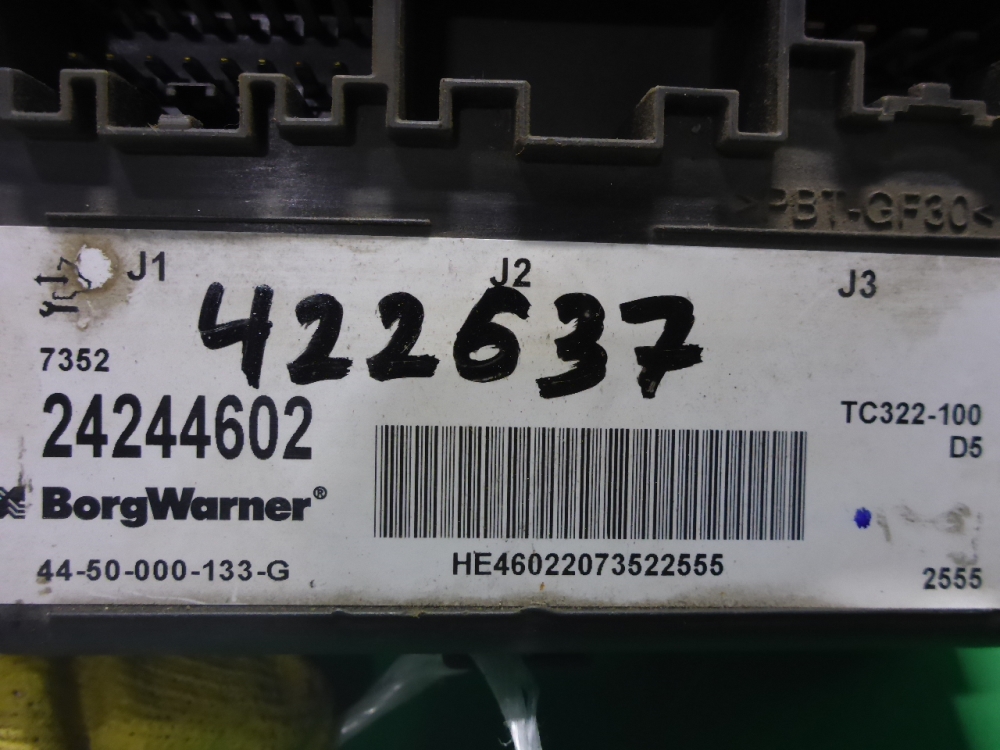 >PBT-GF30<
J1
J2
J3
422637
7352
24244602
TC322-100
D5
BorgWarner®
44-50-000-133-G
HE46022073522555
2555